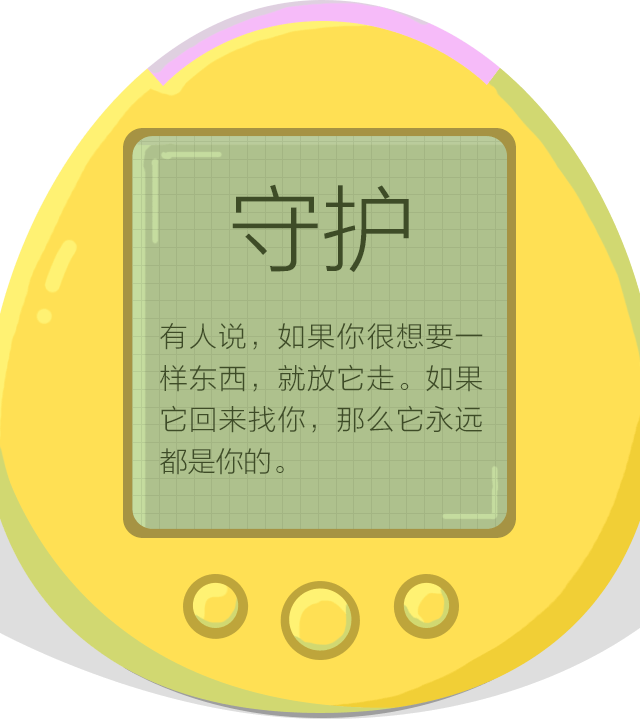 守护
有人说，如果你很想要一
样东西，就放它走。如果
它回来找你，那么它永远
都是你的。